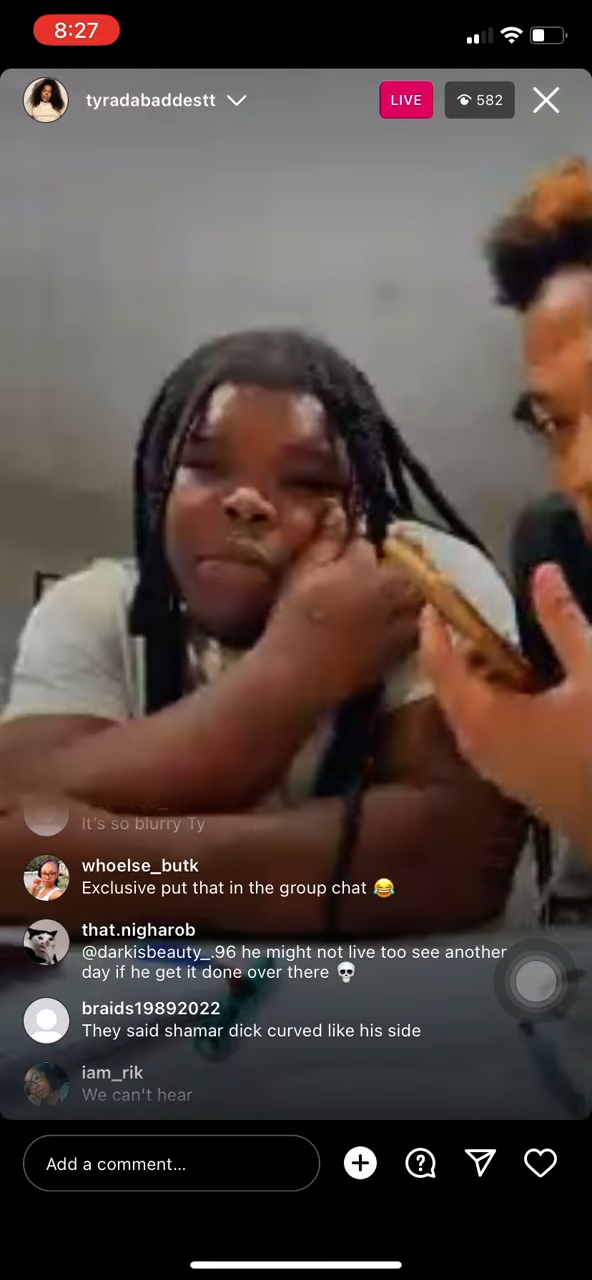 8:27
tyradabaddestt
LIVE
582
It's so blurry Ty
whoelse_butk
Exclusive put that in the group chat 😂
that.nigharob
@darkisbeauty_.96 he might not live too see another
day if he get it done over there 💀
braids19892022
They said shamar dick curved like his side
iam_rik
We can't hear
Add a comment...